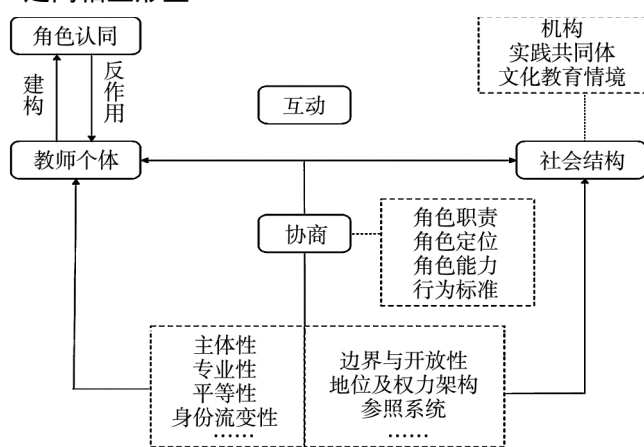 角色认同
机构
实践共同体
文化教育情境
建构
反作用
互动
教师个体
社会结构
协商
角色职责
角色定位
角色能力
行为标准
主体性
专业性
平等性
身份流变性
……
边界与开放性
地位及权力架构
参照系统
……